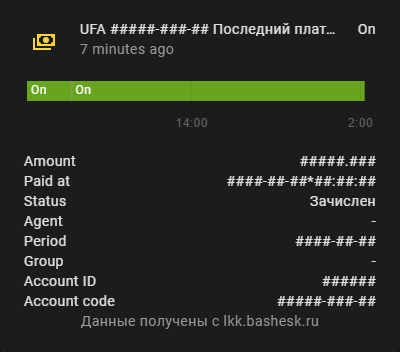 UFA #####-###-## Последний плат... On
7 minutes ago
On On
14:00 2:00
Amount #####.###
Paid at ####-##-##*##:##:##
Status Зачислен
Agent -
Period ####-##-##
Group -
Account ID ######
Account code #####-###-##
Данные получены с lkk.bashesk.ru